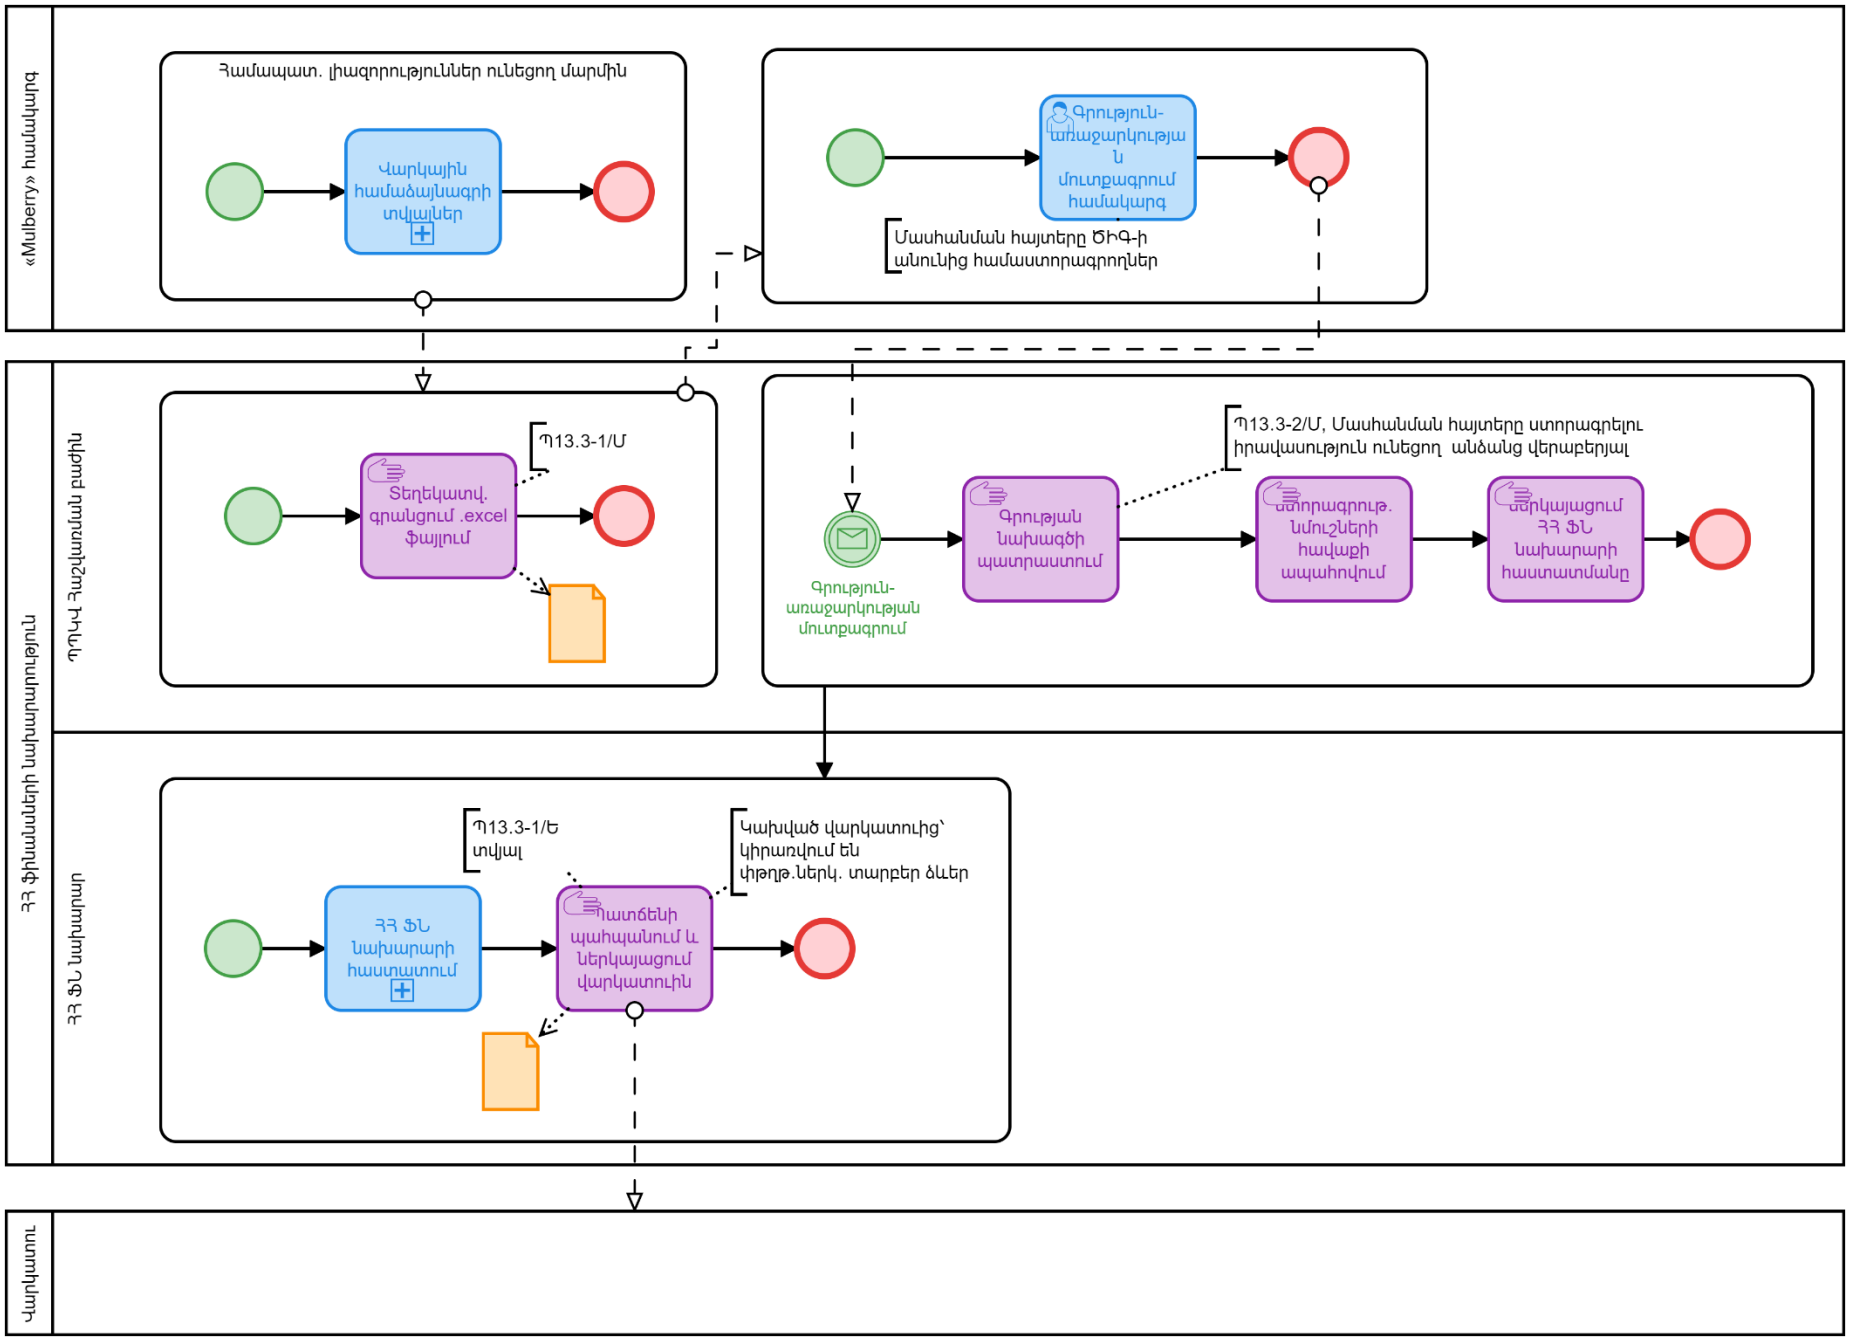 «Mulberry» համակարգ
Համապատ. լիազորություններ ունեցող մարմին
Վարկային
համաձայնագրի
տվյալներ
Գրություն-
առաջարկությա
ն
մուտքագրում
համակարգ
Մասհանման հայտերը ԾԻԳ-ի
անունից համաստորագրողներ
ՀՀ ֆինանսների նախարարություն
ՊՊԿՎ Հաշվառման բաժին
Պ13.3-1/Մ
Տեղեկատվ.
գրանցում .excel
ֆայլում
Գրություն-
առաջարկության
մուտքագրում
Պ13.3-2/Մ, Մասհանման հայտերը ստորագրելու
իրավասություն ունեցող  անձանց վերաբերյալ
Գրության
նախագծի
պատրաստում
Ստորագրութ.
նմուշների
հավաքի
ապահովում
Ներկայացում
ՀՀ ՖՆ
նախարարի
հաստատմանը
ՀՀ ՖՆ նախարար
Պ13.3-1/Ե
տվյալ
Կախված վարկատուից՝
կիրառվում են
փթղթ.ներկ. տարբեր ձևեր
ՀՀ ՖՆ
նախարարի
հաստատում
Պատճենի
պահպանում և
ներկայացում
վարկատուին
Վարկատու